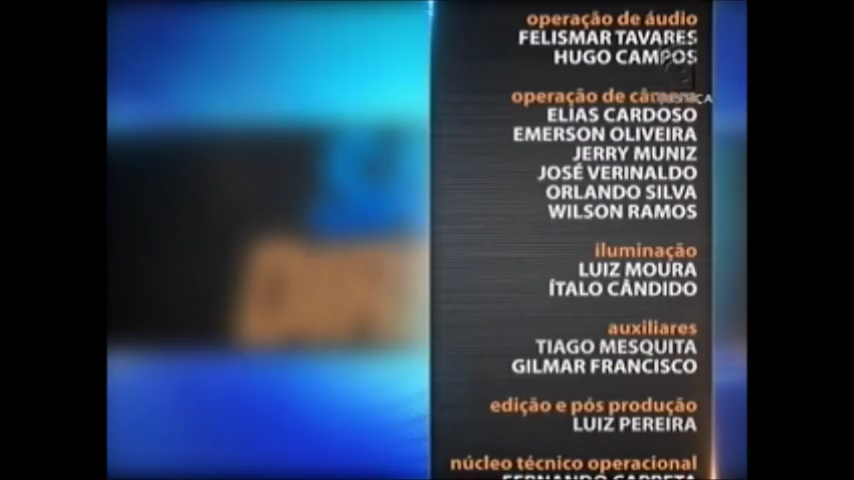 operação de áudio
FELISMAR TAVARES
HUGO CAMPOS
operação de câmera
ELIAS CARDOSO
EMERSON OLIVEIRA
JERRY MUNIZ
JOSÉ VERINALDO
ORLANDO SILVA
WILSON RAMOS
iluminação
LUIZ MOURA
ÍTALO CÂNDIDO
auxiliares
TIAGO MESQUITA
GILMAR FRANCISCO
edição e pós produção
LUIZ PEREIRA
núcleo técnico operacional
FERNANDO